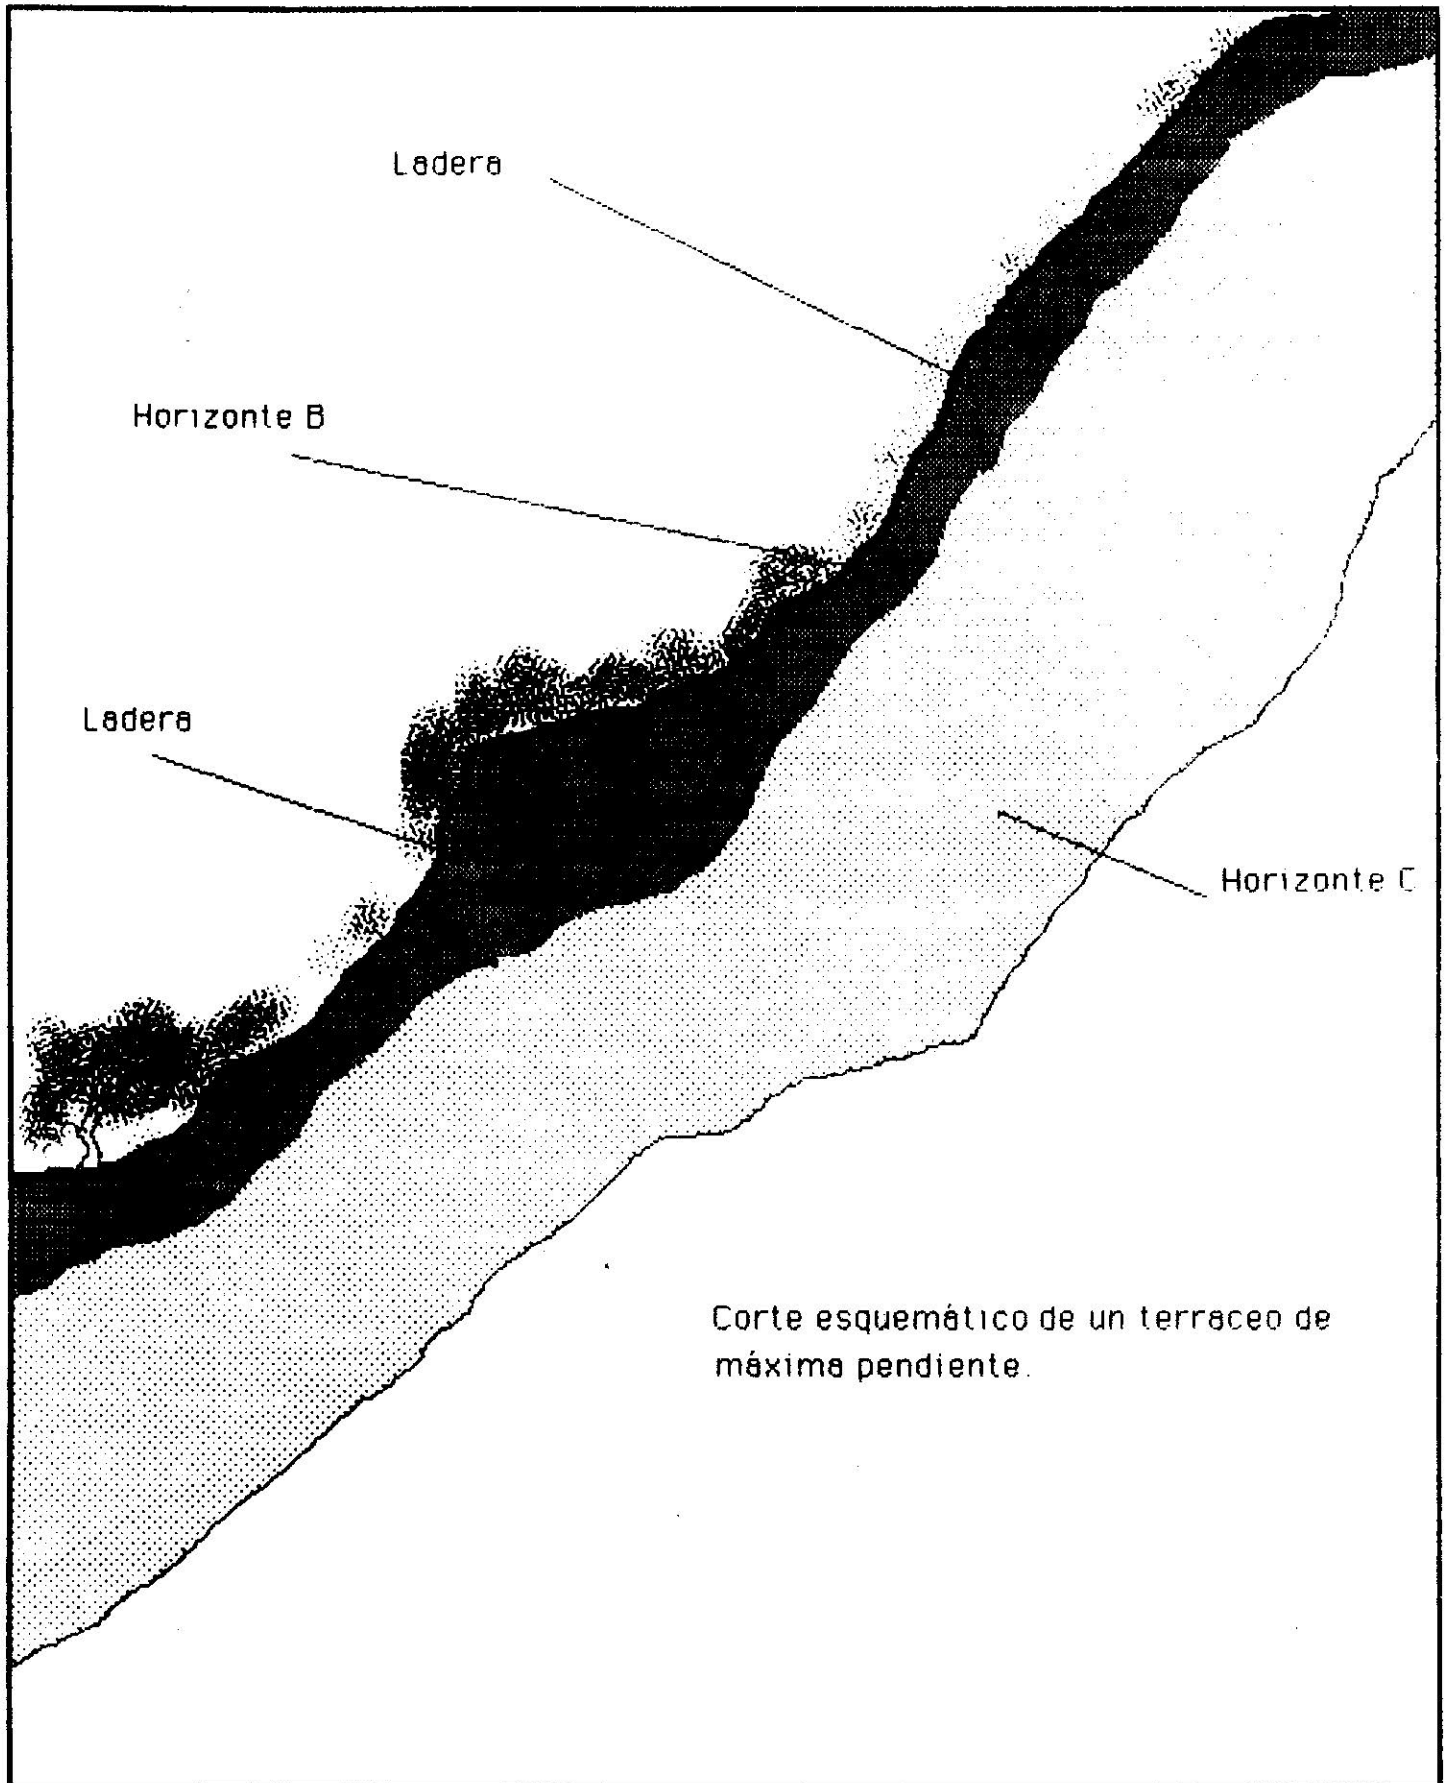 Ladera
Horizonte B
Ladera
Horizonte C
Corte esquemático de un terraceo de
máxima pendiente.